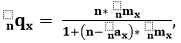 ₙqₓ = n* ₙmₓ / 1+(n−ₙaₓ)* ₙmₓ,